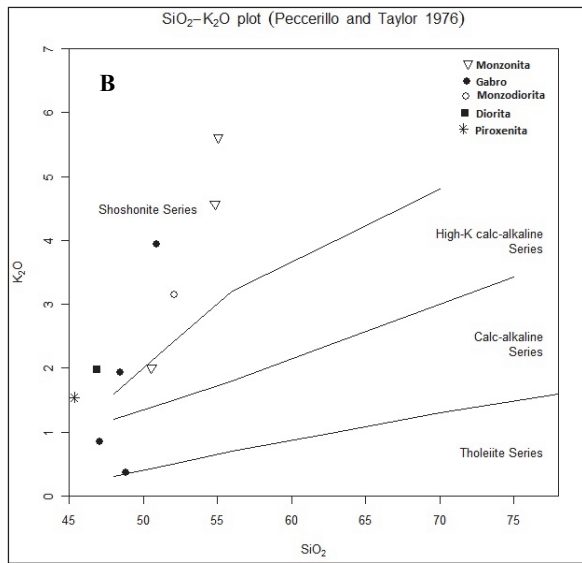 SiO₂–K₂O plot (Peccerillo and Taylor 1976)
B
Monzonita
Gabro
Monzodiorita
Diorita
Piroxenita
Shoshonite Series
High-K calc-alkaline
Series
Calc-alkaline
Series
Tholeiite Series
K₂O
7
6
5
4
3
2
1
0
45 50 55 60 65 70 75
SiO₂